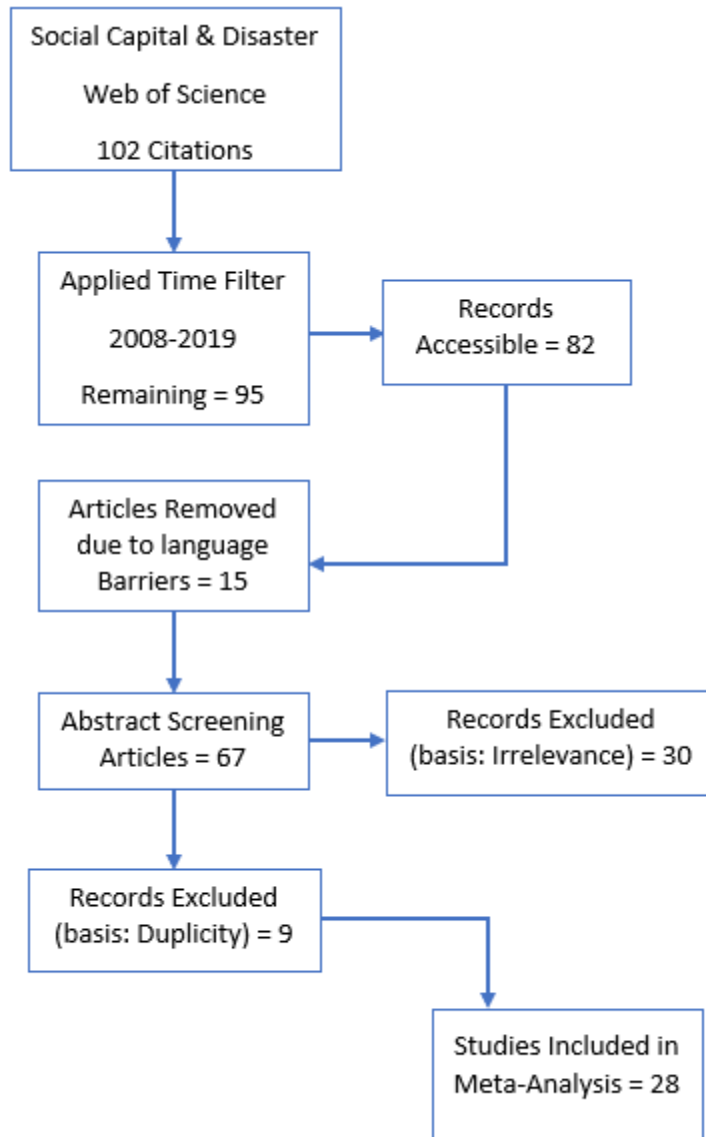 Social Capital & Disaster
Web of Science
102 Citations
Applied Time Filter
2008-2019
Remaining = 95
Records
Accessible = 82
Articles Removed
due to language
Barriers = 15
Abstract Screening
Articles = 67
Records Excluded
(basis: Irrelevance) = 30
Records Excluded
(basis: Duplicity) = 9
Studies Included in
Meta-Analysis = 28